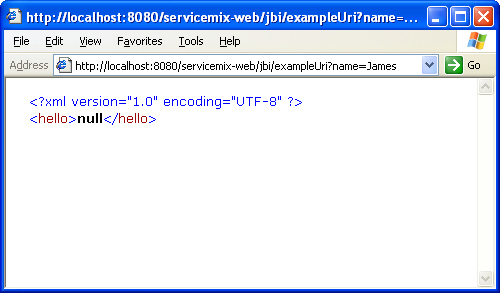 http://localhost:8080/servicemix-web/jbi/exampleUri?name=...
File Edit View Favorites Tools Help
Address http://localhost:8080/servicemix-web/jbi/exampleUri?name=James Go
<?xml version="1.0" encoding="UTF-8" ?>
<hello>null</hello>